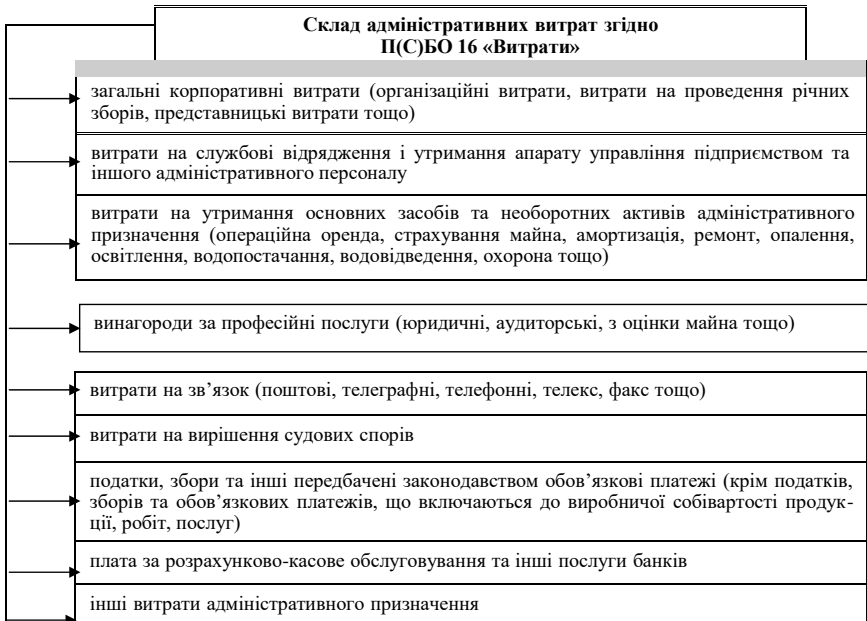 Склад адміністративних витрат згідно
П(С)БО 16 «Витрати»
загальні корпоративні витрати (організаційні витрати, витрати на проведення річних
зборів, представницькі витрати тощо)
витрати на службові відрядження і утримання апарату управління підприємством та
іншого адміністративного персоналу
витрати на утримання основних засобів та необоротних активів адміністративного
призначення (операційна оренда, страхування майна, амортизація, ремонт, опалення,
освітлення, водопостачання, водовідведення, охорона тощо)
винагороди за професійні послуги (юридичні, аудиторські, з оцінки майна тощо)
витрати на зв’язок (поштові, телеграфні, телефонні, телекс, факс тощо)
витрати на вирішення судових спорів
податки, збори та інші передбачені законодавством обов’язкові платежі (крім податків,
зборів та обов’язкових платежів, що включаються до виробничої собівартості продук-
ції, робіт, послуг)
плата за розрахунково-касове обслуговування та інші послуги банків
інші витрати адміністративного призначення